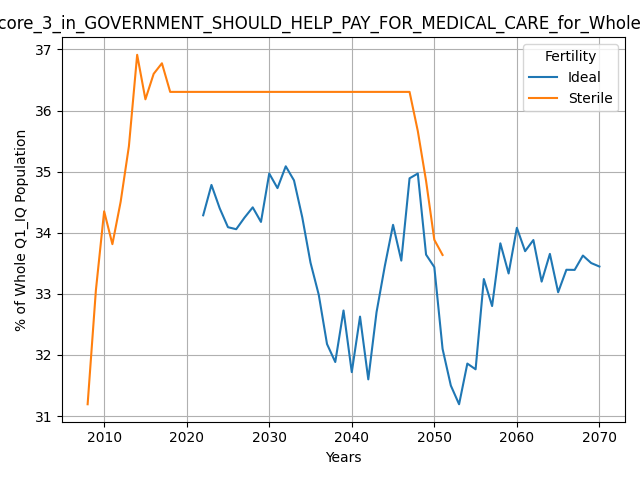 core_3_in_GOVERNMENT_SHOULD_HELP_PAY_FOR_MEDICAL_CARE_for_Whole
37
36
35
34
33
32
31
% of Whole Q1_IQ Population
Fertility
Ideal
Sterile
2010
2020
2030
2040
2050
2060
2070
Years